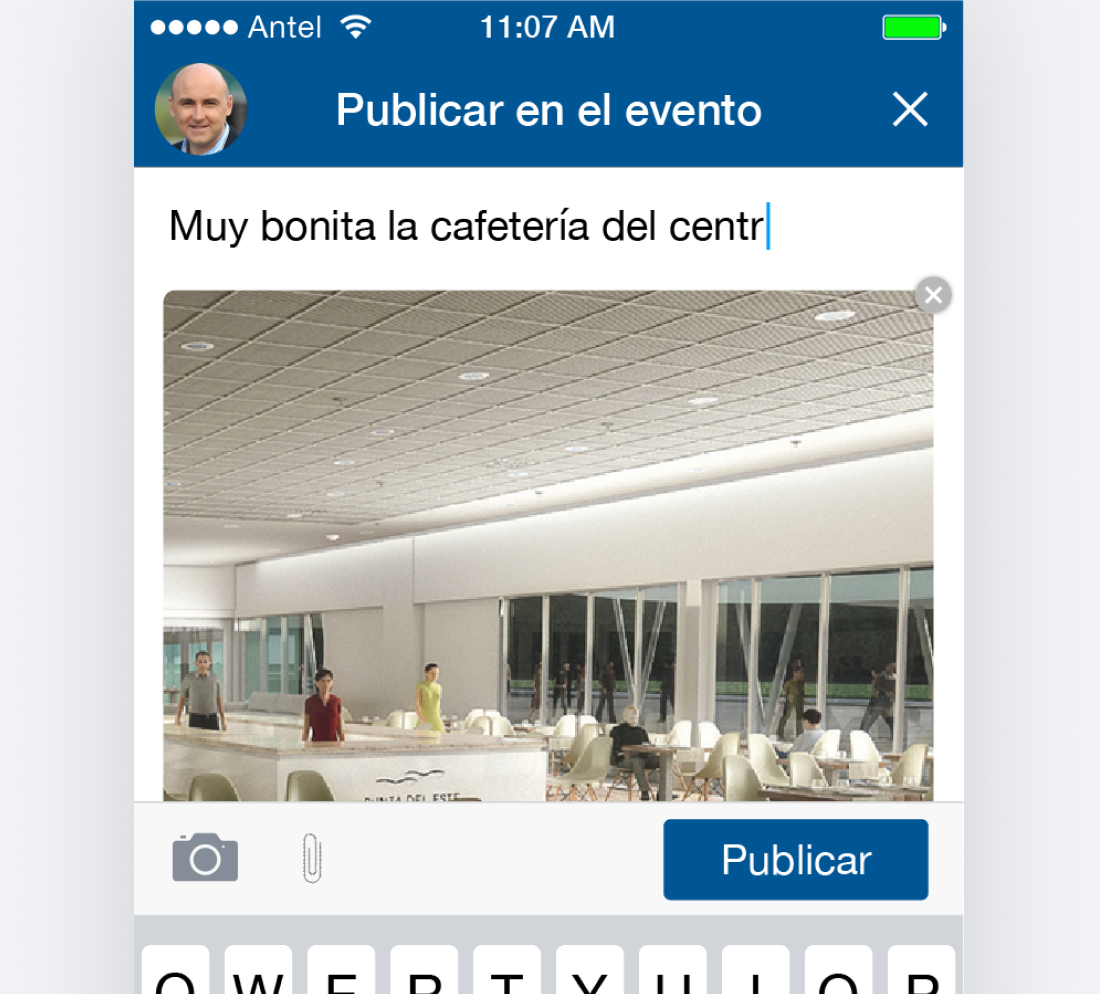 Antel 11:07 AM
Publicar en el evento
Muy bonita la cafetería del centr
PUNTA DEL ESTE
Publicar
Q W E R T Y U I O P